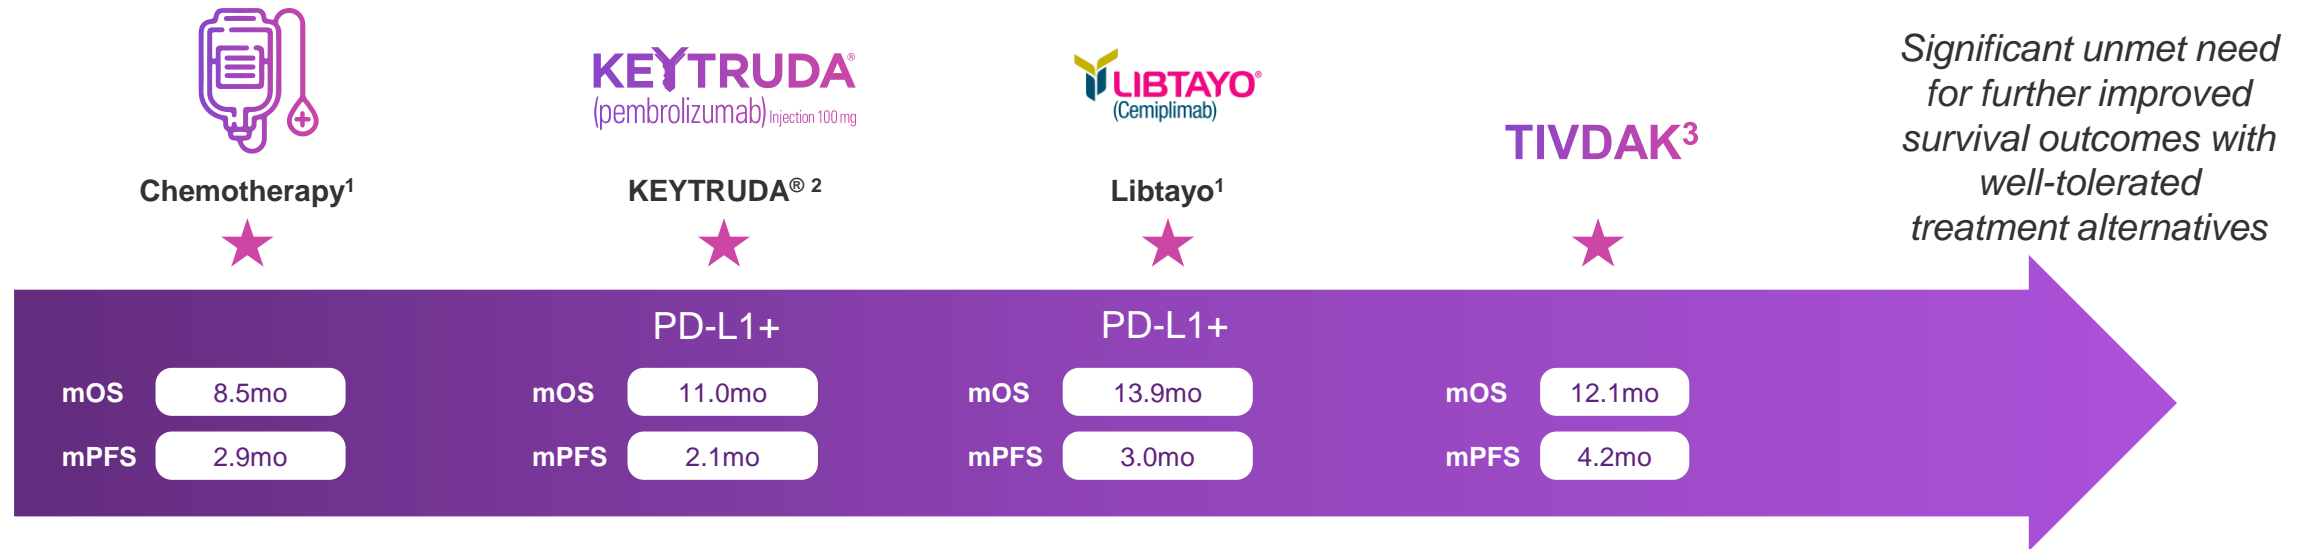 KEYTRUDA®
(pembrolizumab) Injection 100 mg
LIBTAYO®
(Cemiplimab)
TIVDAK³
Chemotherapy¹
KEYTRUDA® ²
Libtayo¹
Significant unmet need
for further improved
survival outcomes with
well-tolerated
treatment alternatives
PD-L1+
PD-L1+
mOS 8.5mo
mPFS 2.9mo
mOS 11.0mo
mPFS 2.1mo
mOS 13.9mo
mPFS 3.0mo
mOS 12.1mo
mPFS 4.2mo